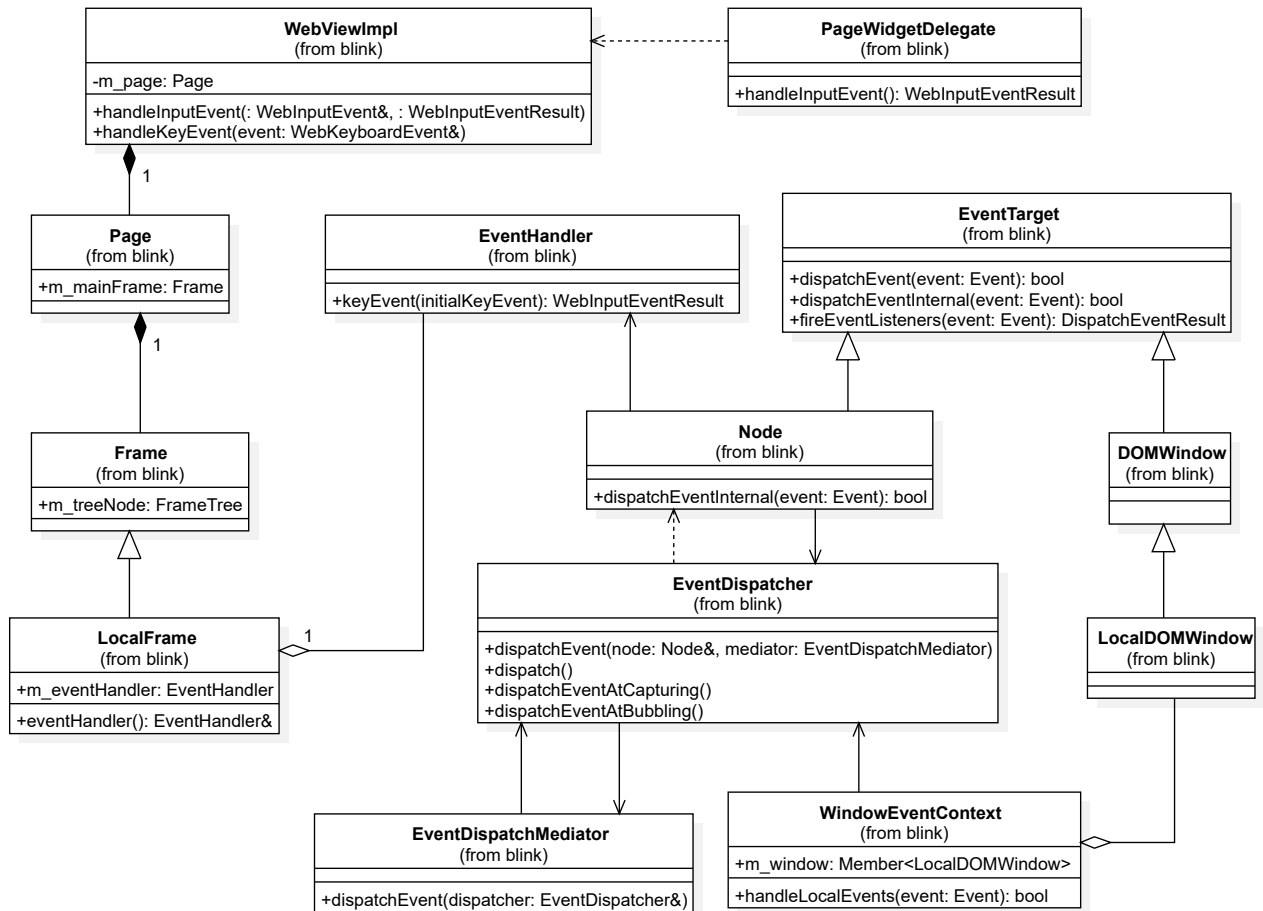 WebViewImpl
(from blink)
-m_page: Page
+handleInputEvent(: WebInputEvent&, : WebInputEventResult)
+handleKeyEvent(event: WebKeyboardEvent&)
PageWidgetDelegate
(from blink)
+handleInputEvent(): WebInputEventResult
1
Page
(from blink)
+m_mainFrame: Frame
EventHandler
(from blink)
+keyEvent(initialKeyEvent): WebInputEventResult
EventTarget
(from blink)
+dispatchEvent(event: Event): bool
+dispatchEventInternal(event: Event): bool
+fireEventListeners(event: Event): DispatchEventResult
1
Frame
(from blink)
+m_treeNode: FrameTree
Node
(from blink)
+dispatchEventInternal(event: Event): bool
DOMWindow
(from blink)
LocalFrame
(from blink)
+m_eventHandler: EventHandler
+eventHandler(): EventHandler&
1
EventDispatcher
(from blink)
+dispatchEvent(node: Node&, mediator: EventDispatchMediator)
+dispatch()
+dispatchEventAtCapturing()
+dispatchEventAtBubbling()
LocalDOMWindow
(from blink)
EventDispatchMediator
(from blink)
+dispatchEvent(dispatcher: EventDispatcher&)
WindowEventContext
(from blink)
+m_window: Member<LocalDOMWindow>
+handleLocalEvents(event: Event): bool